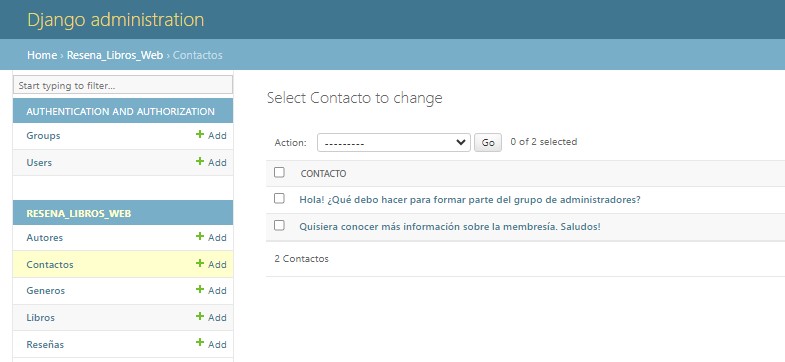 Django administration
Home › Resena_Libros_Web › Contactos
Start typing to filter...
AUTHENTICATION AND AUTHORIZATION
Groups + Add
Users + Add
RESENA_LIBROS_WEB
Autores + Add
Contactos + Add
Generos + Add
Libros + Add
Reseñas + Add
Select Contacto to change
Action: --------- Go 0 of 2 selected
CONTACTO
Hola! ¿Qué debo hacer para formar parte del grupo de administradores?
Quisiera conocer más información sobre la membresía. Saludos!
2 Contactos